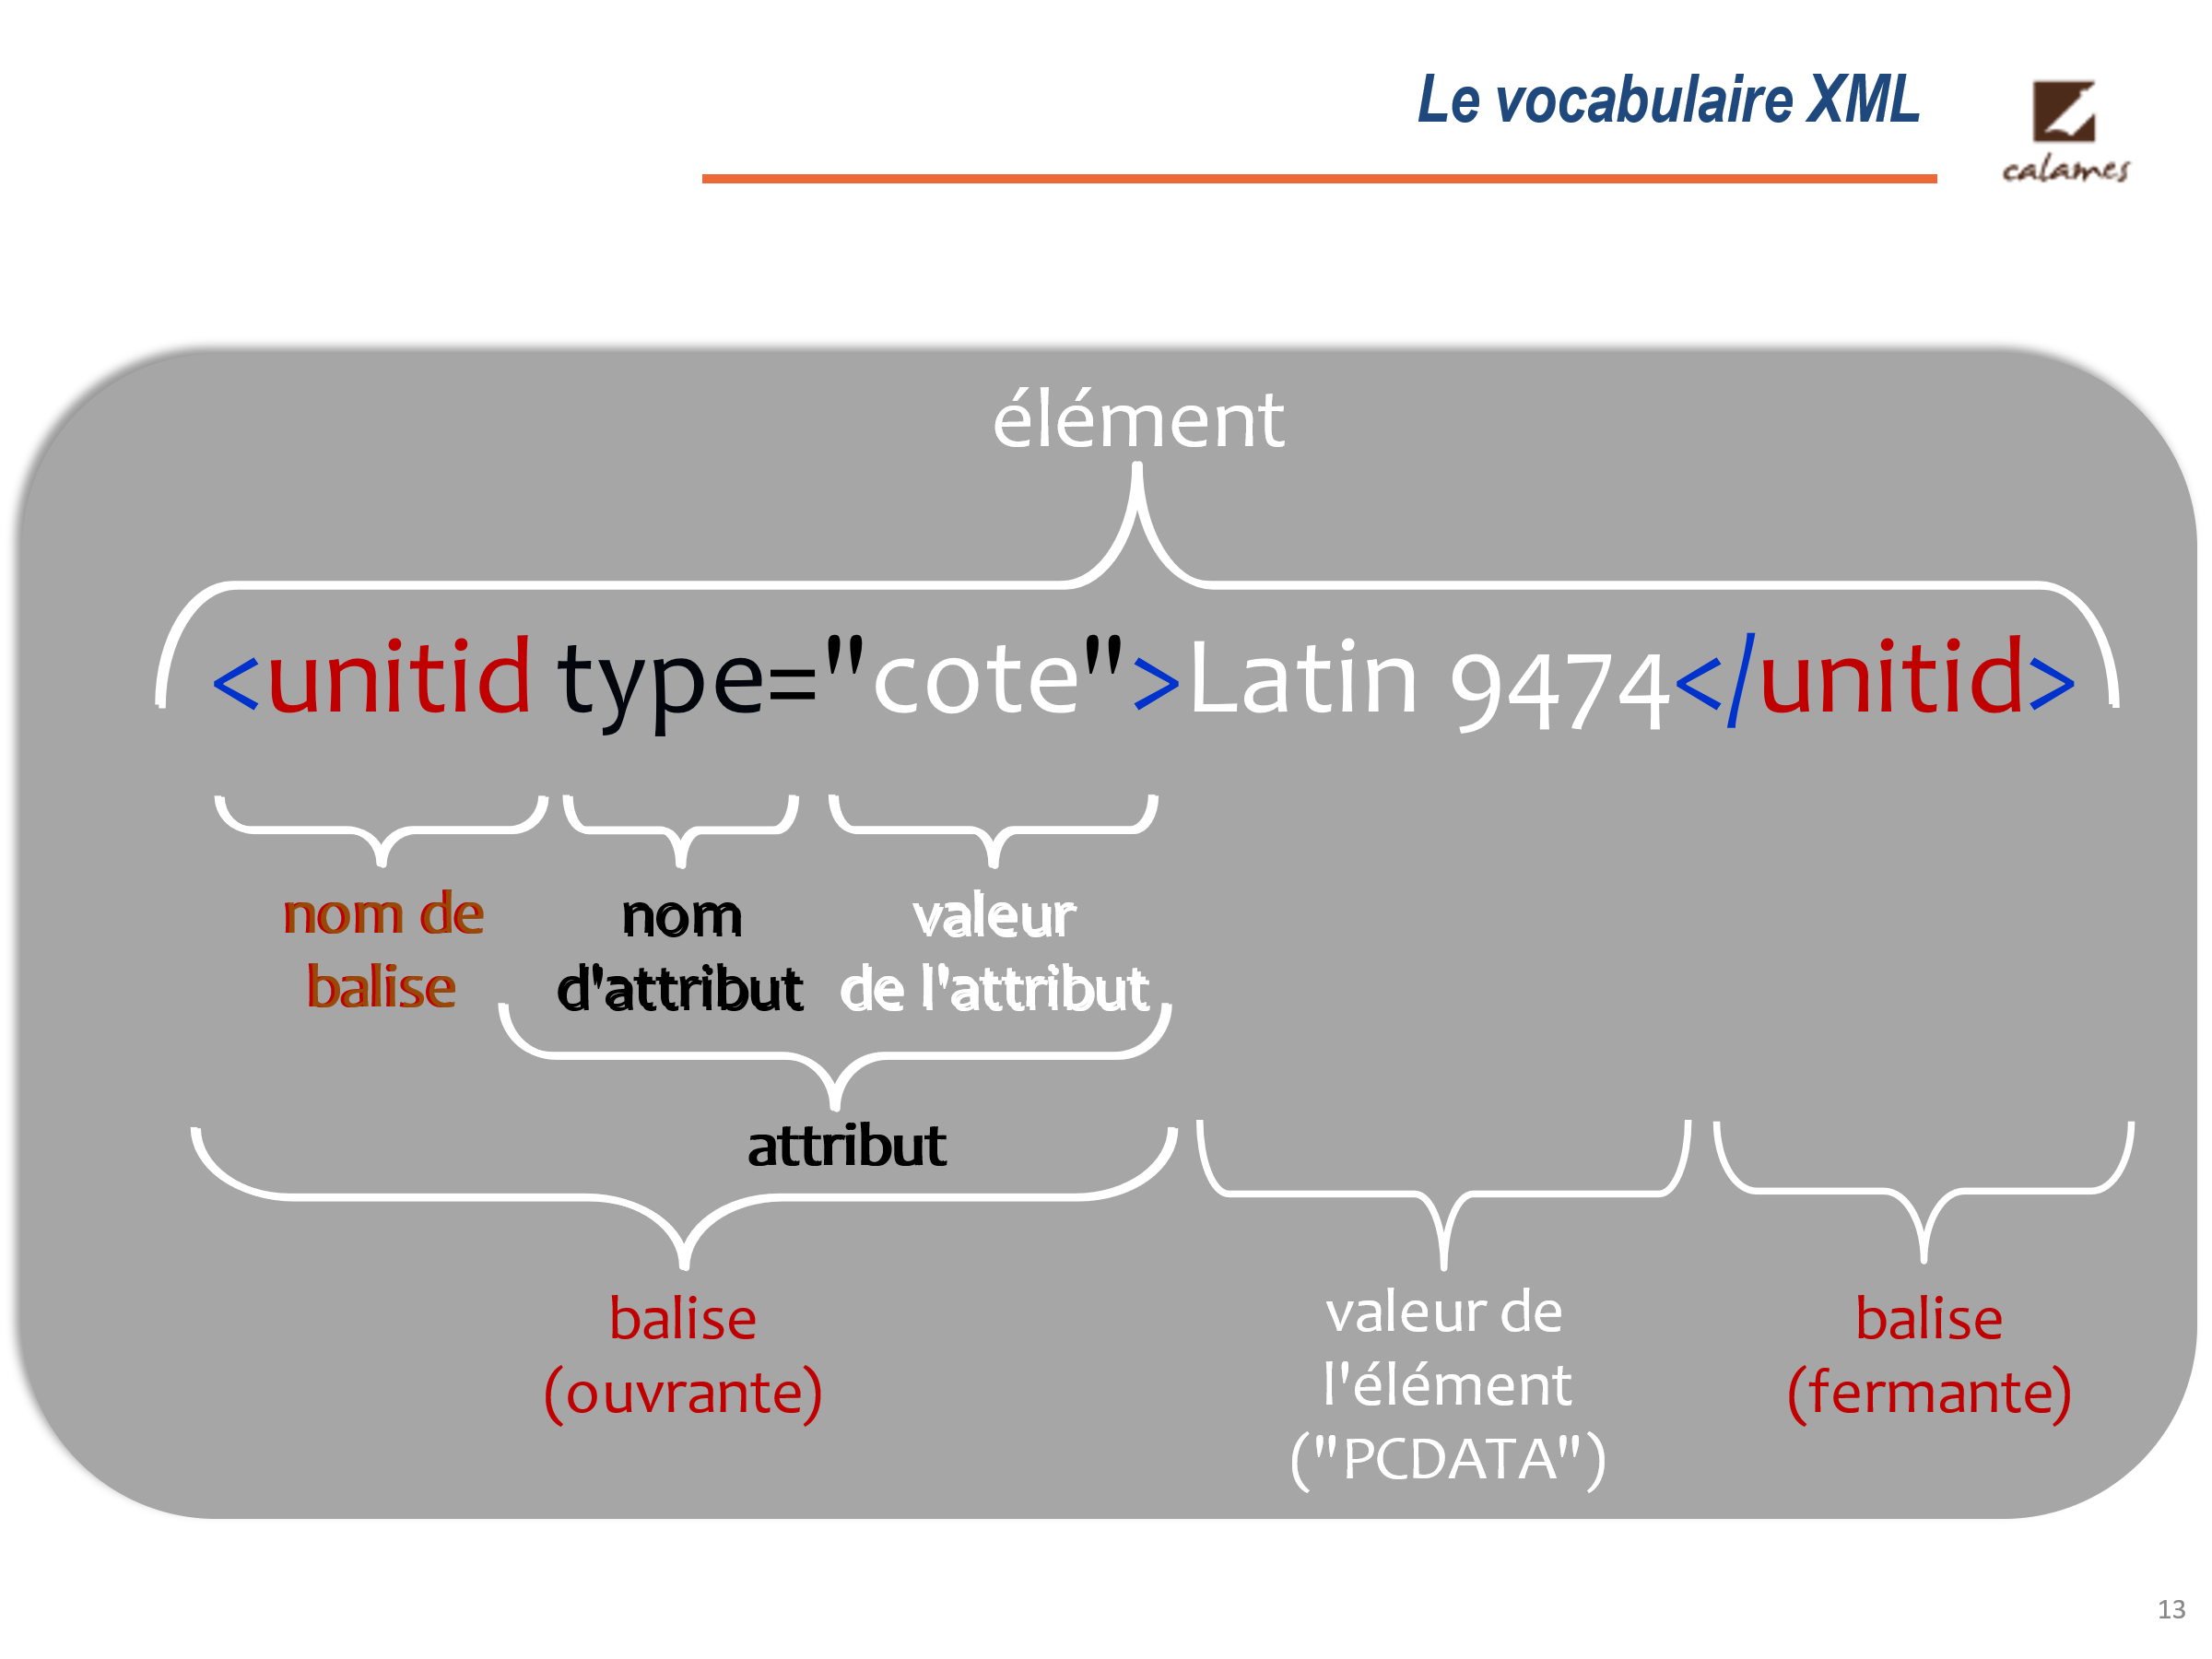 Le vocabulaire XML
calames
élément
<unitid type="cote">Latin 9474</unitid>
nom de
balise
nom
d'attribut
valeur
de l'attribut
attribut
balise
(ouvrante)
valeur de
l'élément
("PCDATA")
balise
(fermante)
13